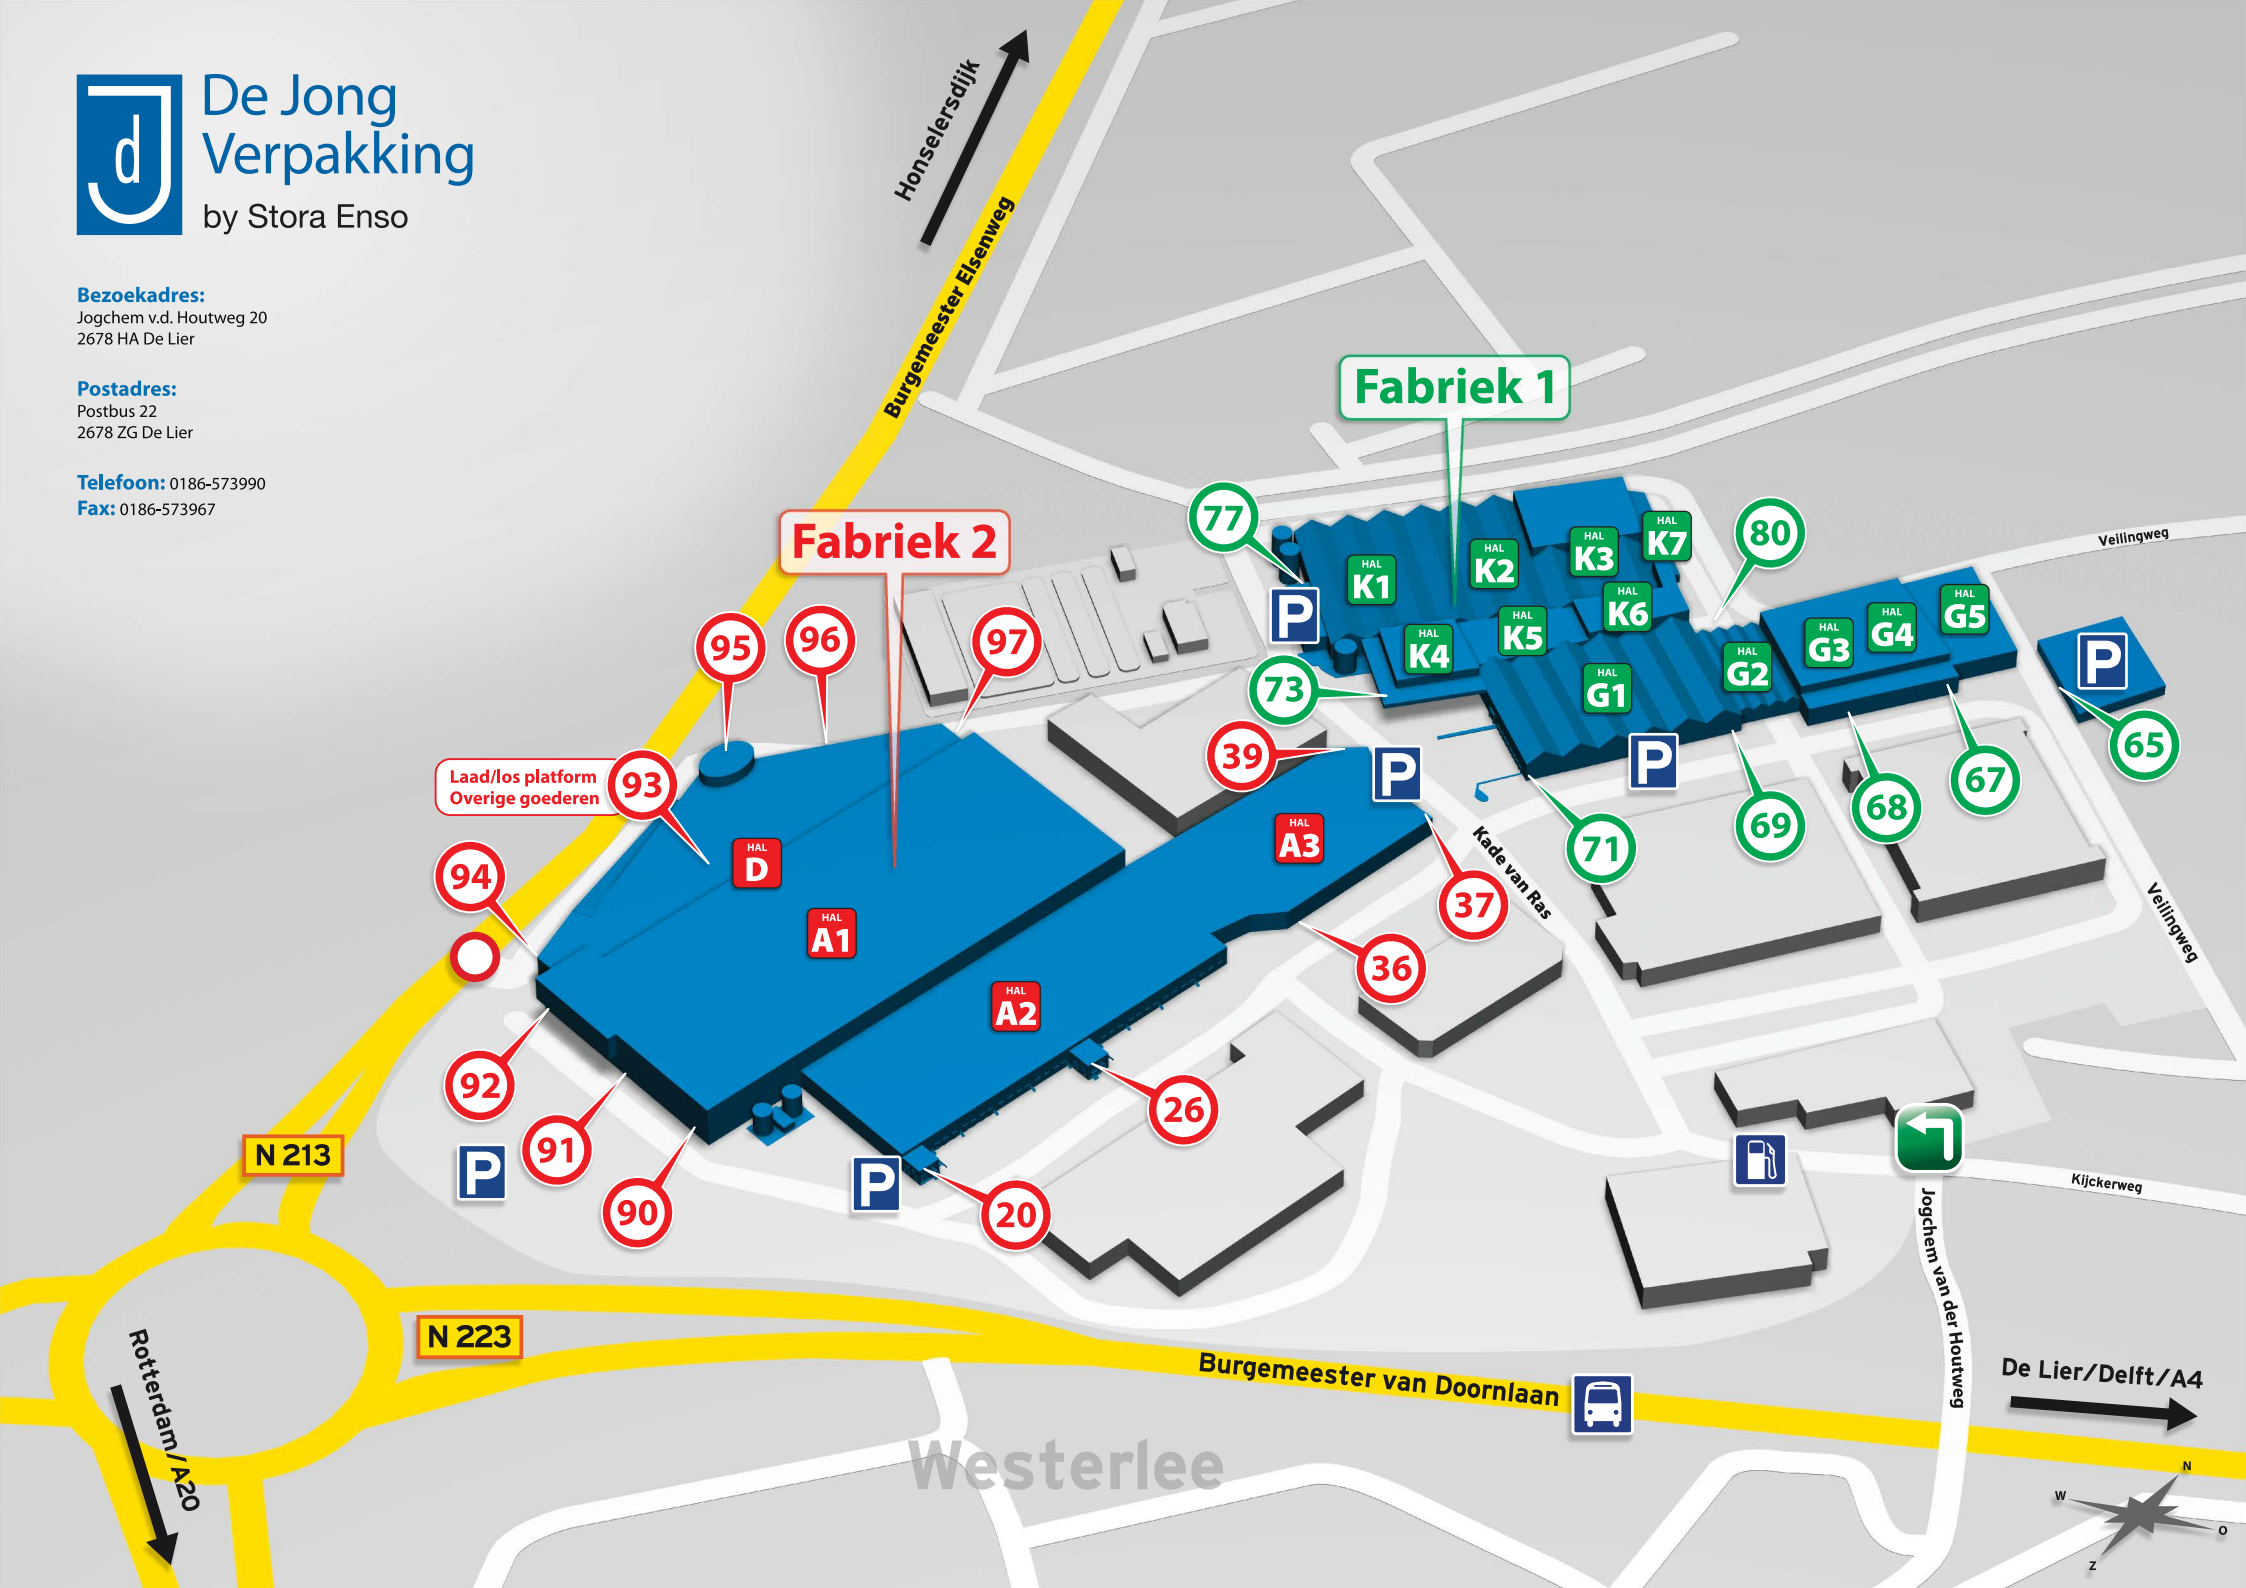 De Jong
Verpakking
by Stora Enso
Bezoekadres:
Jogchem v.d. Houtweg 20
2678 HA De Lier
Postadres:
Postbus 22
2678 ZG De Lier
Telefoon: 0186-573990
Fax: 0186-573967
Honselersdijk
Burgemeester Elsenweg
Fabriek 1
Fabriek 2
77
80
HAL
K1
HAL
K2
HAL
K3
HAL
K7
HAL
K4
HAL
K5
HAL
K6
HAL
G1
HAL
G2
HAL
G3
HAL
G4
HAL
G5
P
P
P
P
73
71
69
68
67
65
Veilingweg
Veilingweg
95
96
97
Laad/los platform
Overige goederen
93
94
HAL
D
HAL
A1
HAL
A2
HAL
A3
39
37
36
Kade van Ras
92
91
90
26
20
P
P
N 213
N 223
Rotterdam/A20
Kijckerweg
Jogchem van der Houtweg
Burgemeester van Doornlaan
De Lier/Delft/A4
Westerlee
N
W
O
Z
d